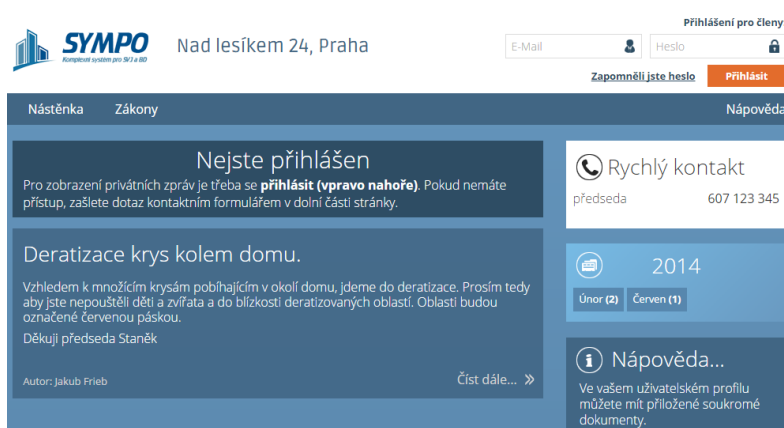 Přihlášení pro členy
SYMPO
Komplexní systém pro SVJ a BD
Nad lesíkem 24, Praha
E-Mail
Heslo
Zapomněli jste heslo
Přihlásit
Nástěnka
Zákony
Nápověda
Nejste přihlášen
Pro zobrazení privátních zpráv je třeba se přihlásit (vpravo nahoře). Pokud nemáte
přístup, zašlete dotaz kontaktním formulářem v dolní části stránky.
Deratizace krys kolem domu.
Vzhledem k množícím krysám pobíhajícím v okolí domu, jdeme do deratizace. Prosím tedy
aby jste nepouštěli děti a zvířata a do blízkosti deratizovaných oblastí. Oblasti budou
označené červenou páskou.
Děkuji předseda Staněk
Autor: Jakub Frieb
Číst dále...
Rychlý kontakt
předseda
607 123 345
2014
Únor (2)
Červen (1)
Nápověda...
Ve vašem uživatelském profilu
můžete mít přiložené soukromé
dokumenty.